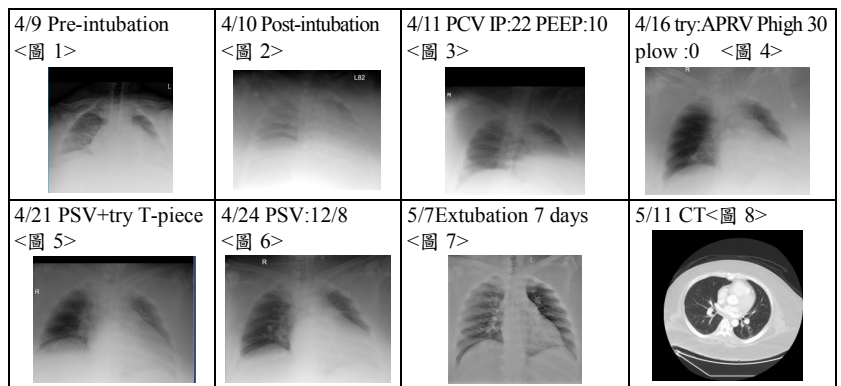 4/9 Pre-intubation
<圖 1>
L
4/10 Post-intubation
<圖 2>
L82
4/11 PCV IP:22 PEEP:10
<圖 3>
R
4/16 try:APRV Phigh 30
plow :0 <圖 4>
R
4/21 PSV+try T-piece
<圖 5>
R
4/24 PSV:12/8
<圖 6>
R
5/7Extubation 7 days
<圖 7>
L
5/11 CT<圖 8>